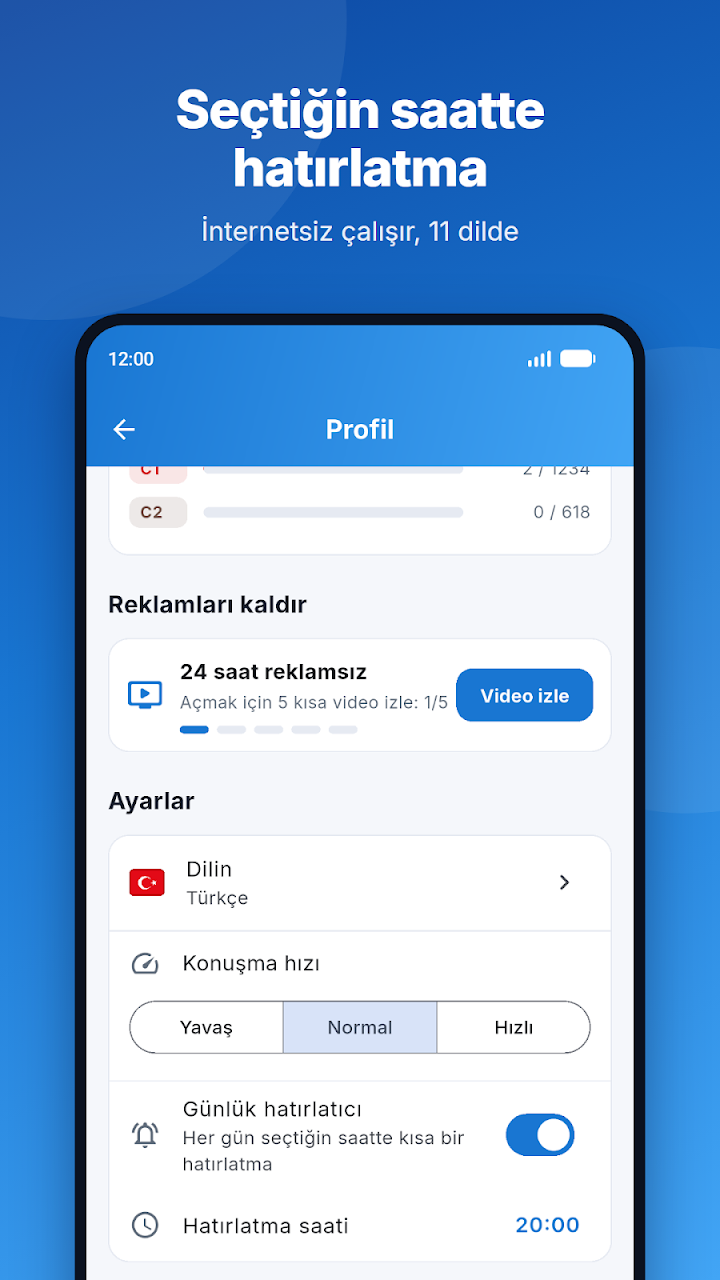 Seçtiğin saatte
hatırlatma
İnternetsiz çalışır, 11 dilde
12:00
Profil
C1 2 / 1234
C2 0 / 618
Reklamları kaldır
24 saat reklamsız
Açmak için 5 kısa video izle: 1/5
Video izle
Ayarlar
Dilin
Türkçe
Konuşma hızı
Yavaş Normal Hızlı
Günlük hatırlatıcı
Her gün seçtiğin saatte kısa bir
hatırlatma
Hatırlatma saati 20:00